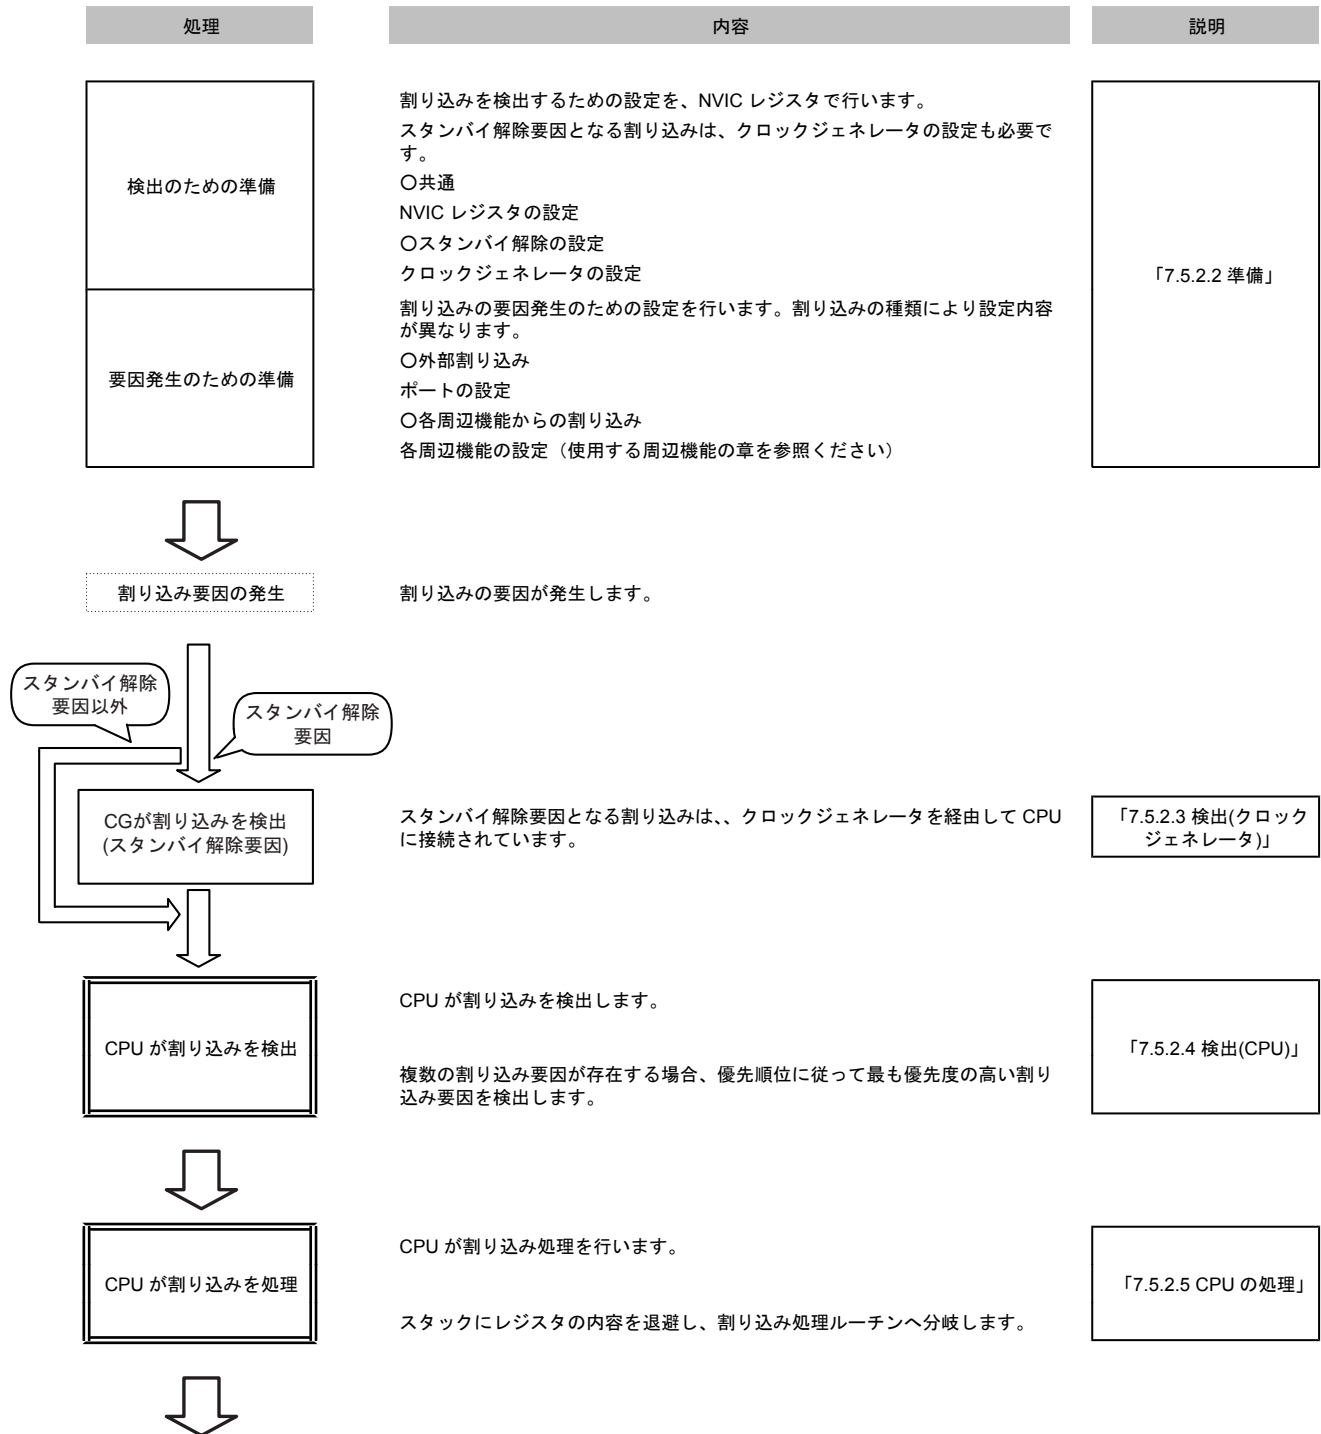 処理
内容
説明
検出のための準備
割り込みを検出するための設定を、NVIC レジスタで行います。
スタンバイ解除要因となる割り込みは、クロックジェネレータの設定も必要で
す。
〇共通
NVIC レジスタの設定
〇スタンバイ解除の設定
クロックジェネレータの設定
「7.5.2.2 準備」
要因発生のための準備
割り込みの要因発生のための設定を行います。割り込みの種類により設定内容
が異なります。
〇外部割り込み
ポートの設定
〇各周辺機能からの割り込み
各周辺機能の設定（使用する周辺機能の章を参照ください）
割り込み要因の発生
割り込みの要因が発生します。
スタンバイ解除
要因以外
スタンバイ解除
要因
CGが割り込みを検出
(スタンバイ解除要因)
スタンバイ解除要因となる割り込みは、、クロックジェネレータを経由して CPU
に接続されています。
「7.5.2.3 検出(クロック
ジェネレータ)」
CPU が割り込みを検出
CPU が割り込みを検出します。
複数の割り込み要因が存在する場合、優先順位に従って最も優先度の高い割り
込み要因を検出します。
「7.5.2.4 検出(CPU)」
CPU が割り込みを処理
CPU が割り込み処理を行います。
スタックにレジスタの内容を退避し、割り込み処理ルーチンへ分岐します。
「7.5.2.5 CPU の処理」